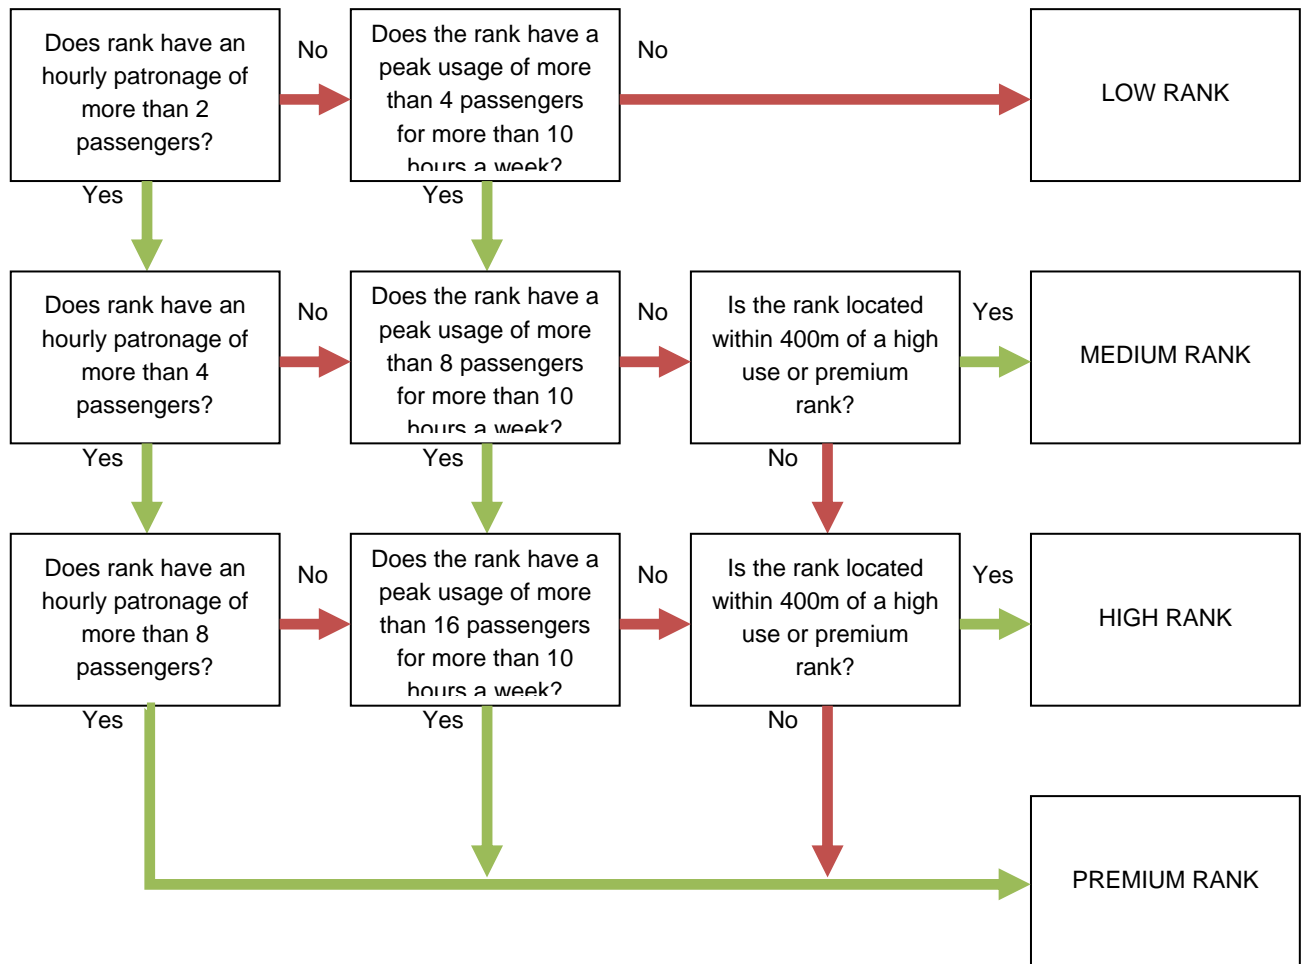 Does rank have an
hourly patronage of
more than 2
passengers?
No
Does the rank have a
peak usage of more
than 4 passengers
for more than 10
hours a week?
No
LOW RANK
Yes
Yes
Does rank have an
hourly patronage of
more than 4
passengers?
No
Does the rank have a
peak usage of more
than 8 passengers
for more than 10
hours a week?
No
Is the rank located
within 400m of a high
use or premium
rank?
Yes
MEDIUM RANK
Yes
Yes
No
Does rank have an
hourly patronage of
more than 8
passengers?
No
Does the rank have a
peak usage of more
than 16 passengers
for more than 10
hours a week?
No
Is the rank located
within 400m of a high
use or premium
rank?
Yes
HIGH RANK
Yes
Yes
No
PREMIUM RANK